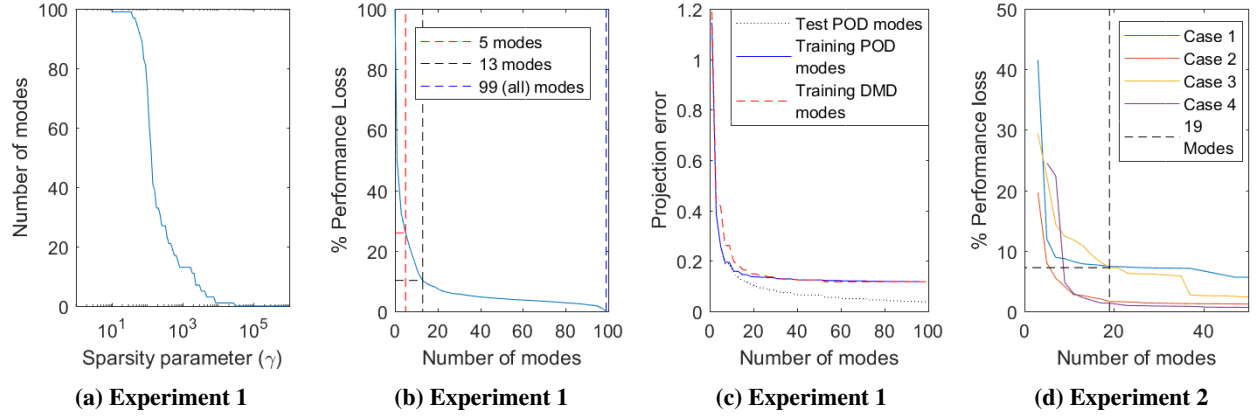 100
80
60
40
20
0
Number of modes
10^1
10^3
10^5
Sparsity parameter (γ)
(a) Experiment 1
100
80
60
40
20
0
% Performance Loss
5 modes
13 modes
99 (all) modes
0
20
40
60
80
100
Number of modes
(b) Experiment 1
1.2
1
0.8
0.6
0.4
0.2
0
Projection error
Test POD modes
Training POD
modes
Training DMD
modes
0
20
40
60
80
100
Number of modes
(c) Experiment 1
50
40
30
20
10
0
% Performance loss
Case 1
Case 2
Case 3
Case 4
19
Modes
0
20
40
Number of modes
(d) Experiment 2